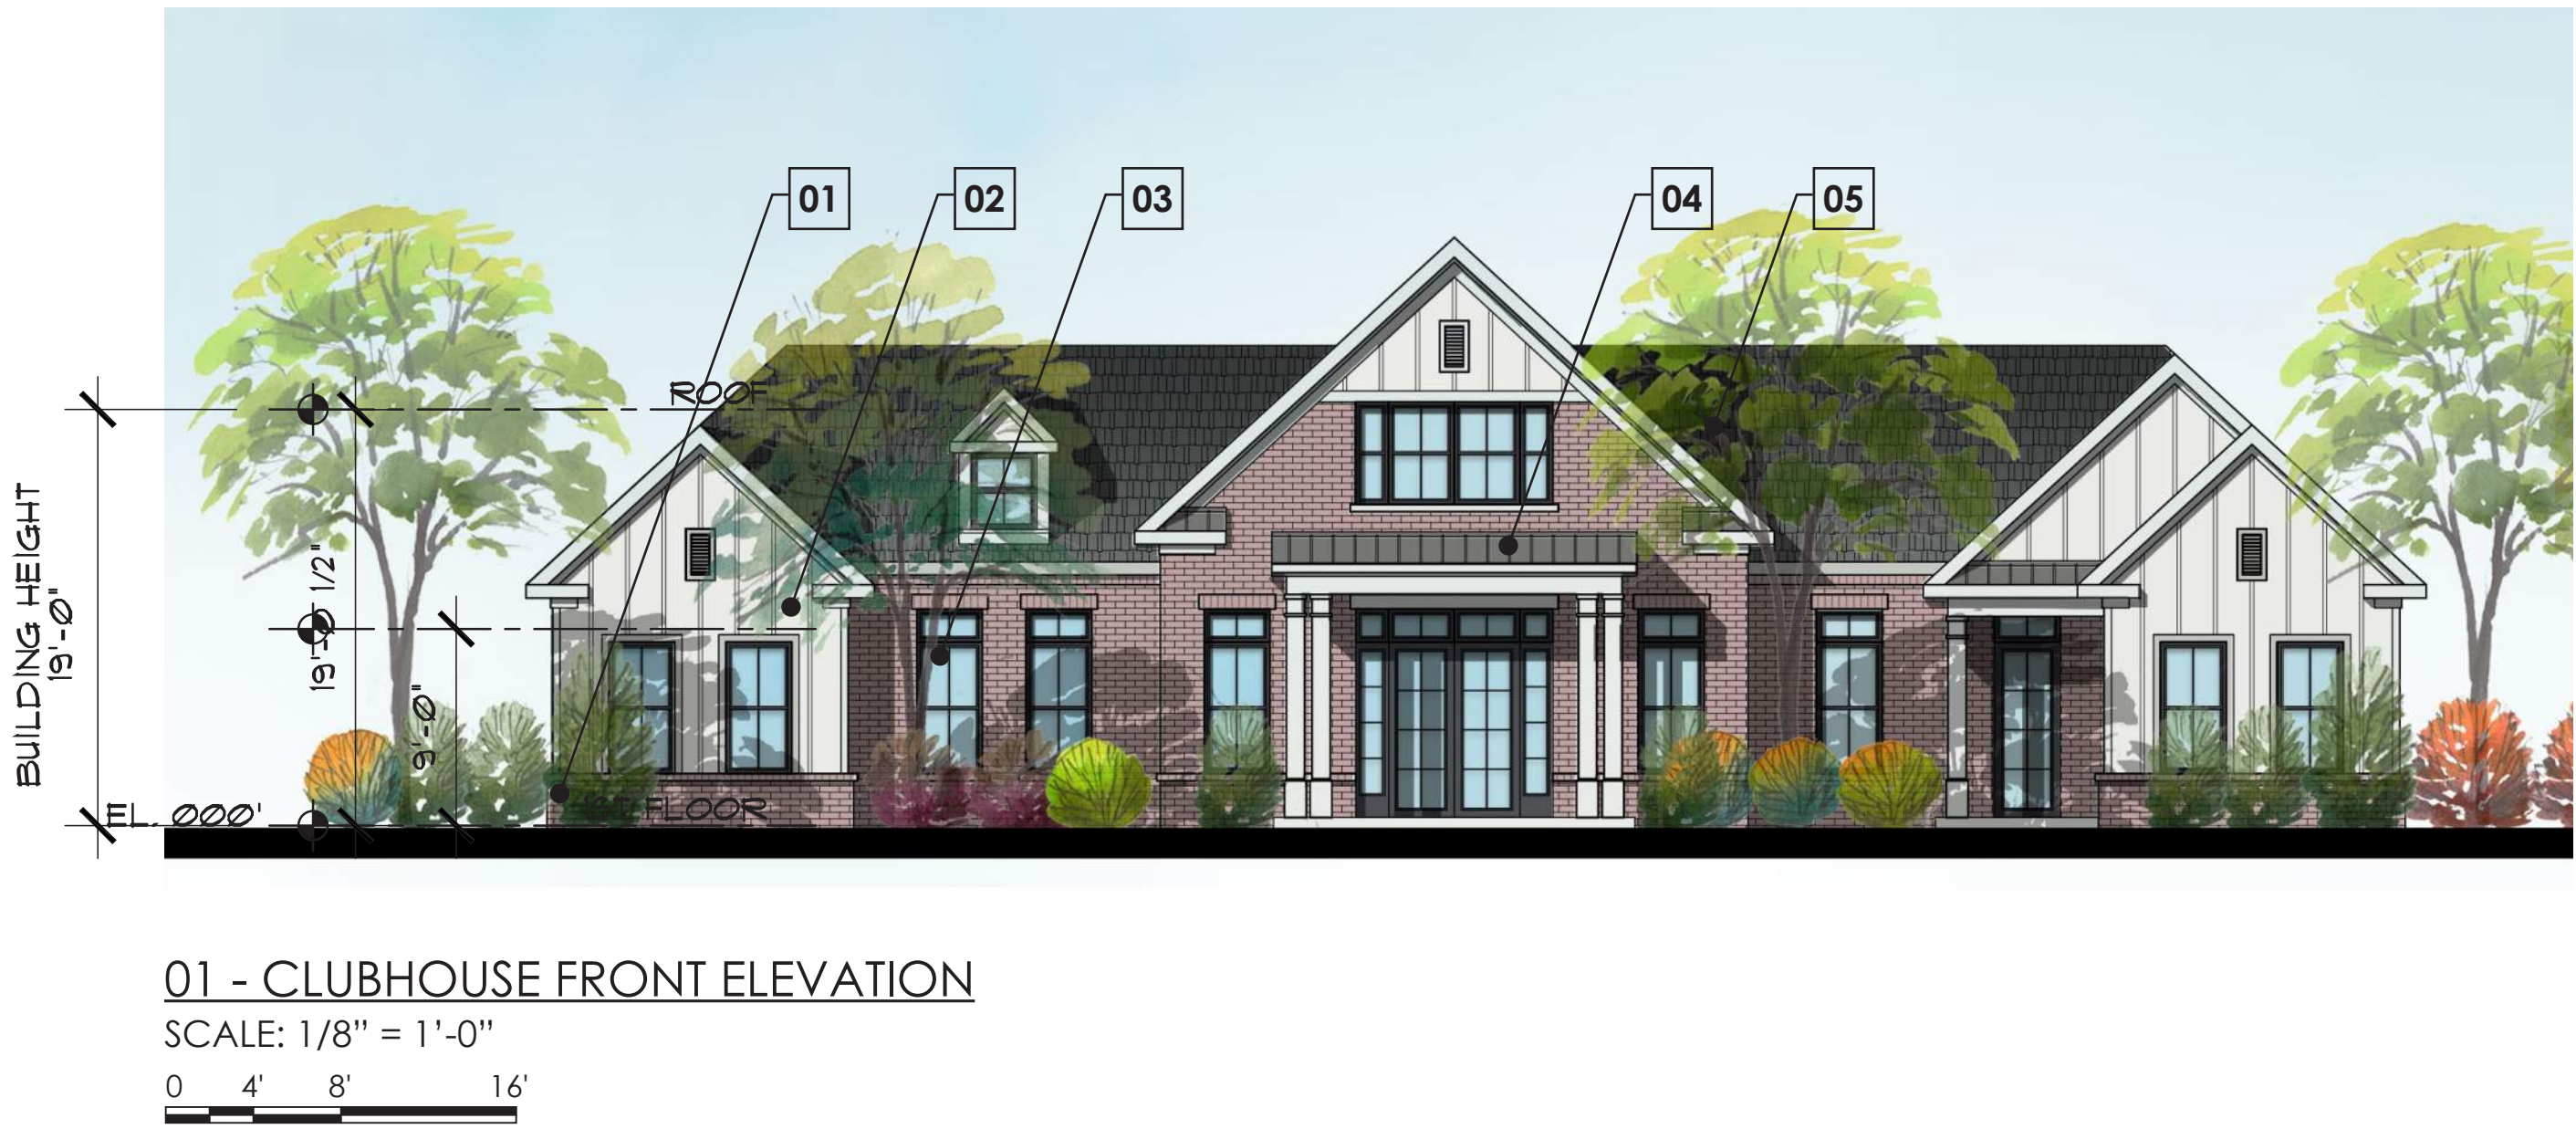 01
02
03
04
05
ROOF
BUILDING HEIGHT
19'-0"
19'-0 1/2"
9'-0"
EL. 000'
1ST FLOOR
01 - CLUBHOUSE FRONT ELEVATION
SCALE: 1/8” = 1’-0”
0 4' 8' 16'